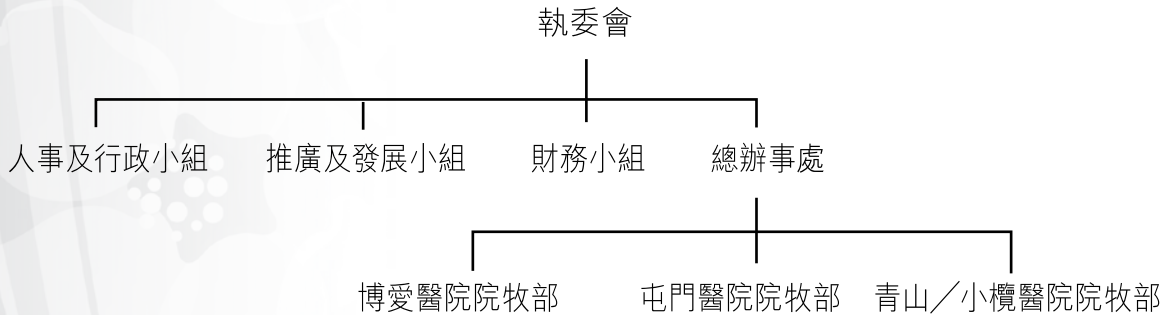 執委會
人事及行政小組 推廣及發展小組 財務小組 總辦事處
博愛醫院院牧部 屯門醫院院牧部 青山／小欖醫院院牧部